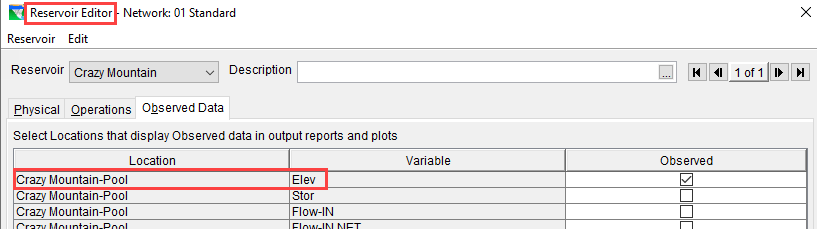 Reservoir Editor - Network: 01 Standard
Reservoir Edit
Reservoir Crazy Mountain Description ... 1 of 1
Physical Operations Observed Data
Select Locations that display Observed data in output reports and plots
Location Variable Observed
Crazy Mountain-Pool Elev
Crazy Mountain-Pool Stor
Crazy Mountain-Pool Flow-IN
Crazy Mountain-Pool Flow-IN NET